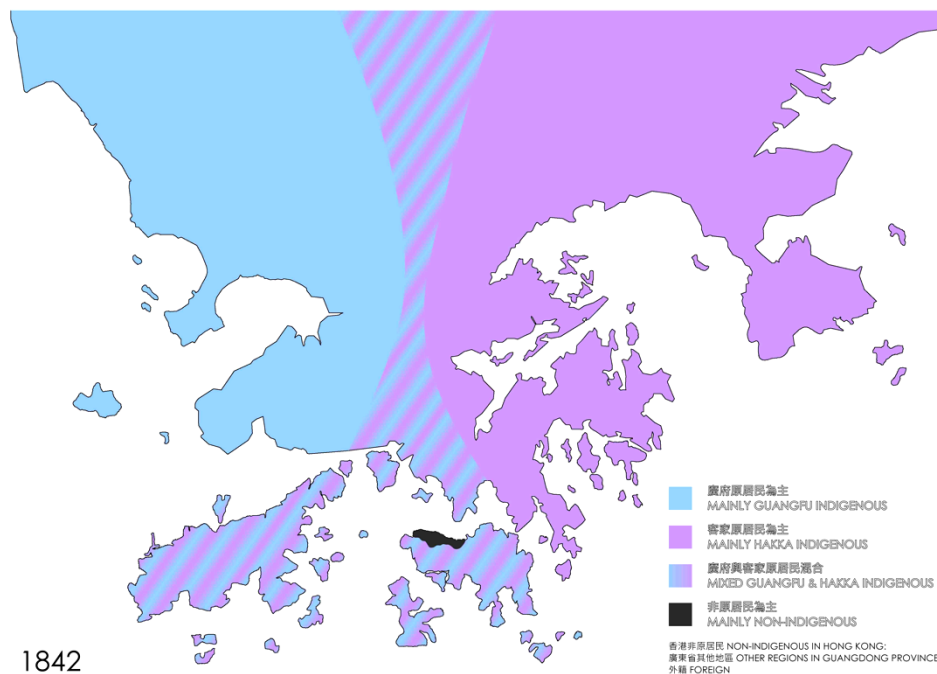 廣府原居民為主
MAINLY GUANGFU INDIGENOUS
客家原居民為主
MAINLY HAKKA INDIGENOUS
廣府與客家原居民混合
MIXED GUANGFU & HAKKA INDIGENOUS
非原居民為主
MAINLY NON-INDIGENOUS
香港非原居民 NON-INDIGENOUS IN HONG KONG:
廣東省其他地區 OTHER REGIONS IN GUANGDONG PROVINCE
外籍 FOREIGN
1842